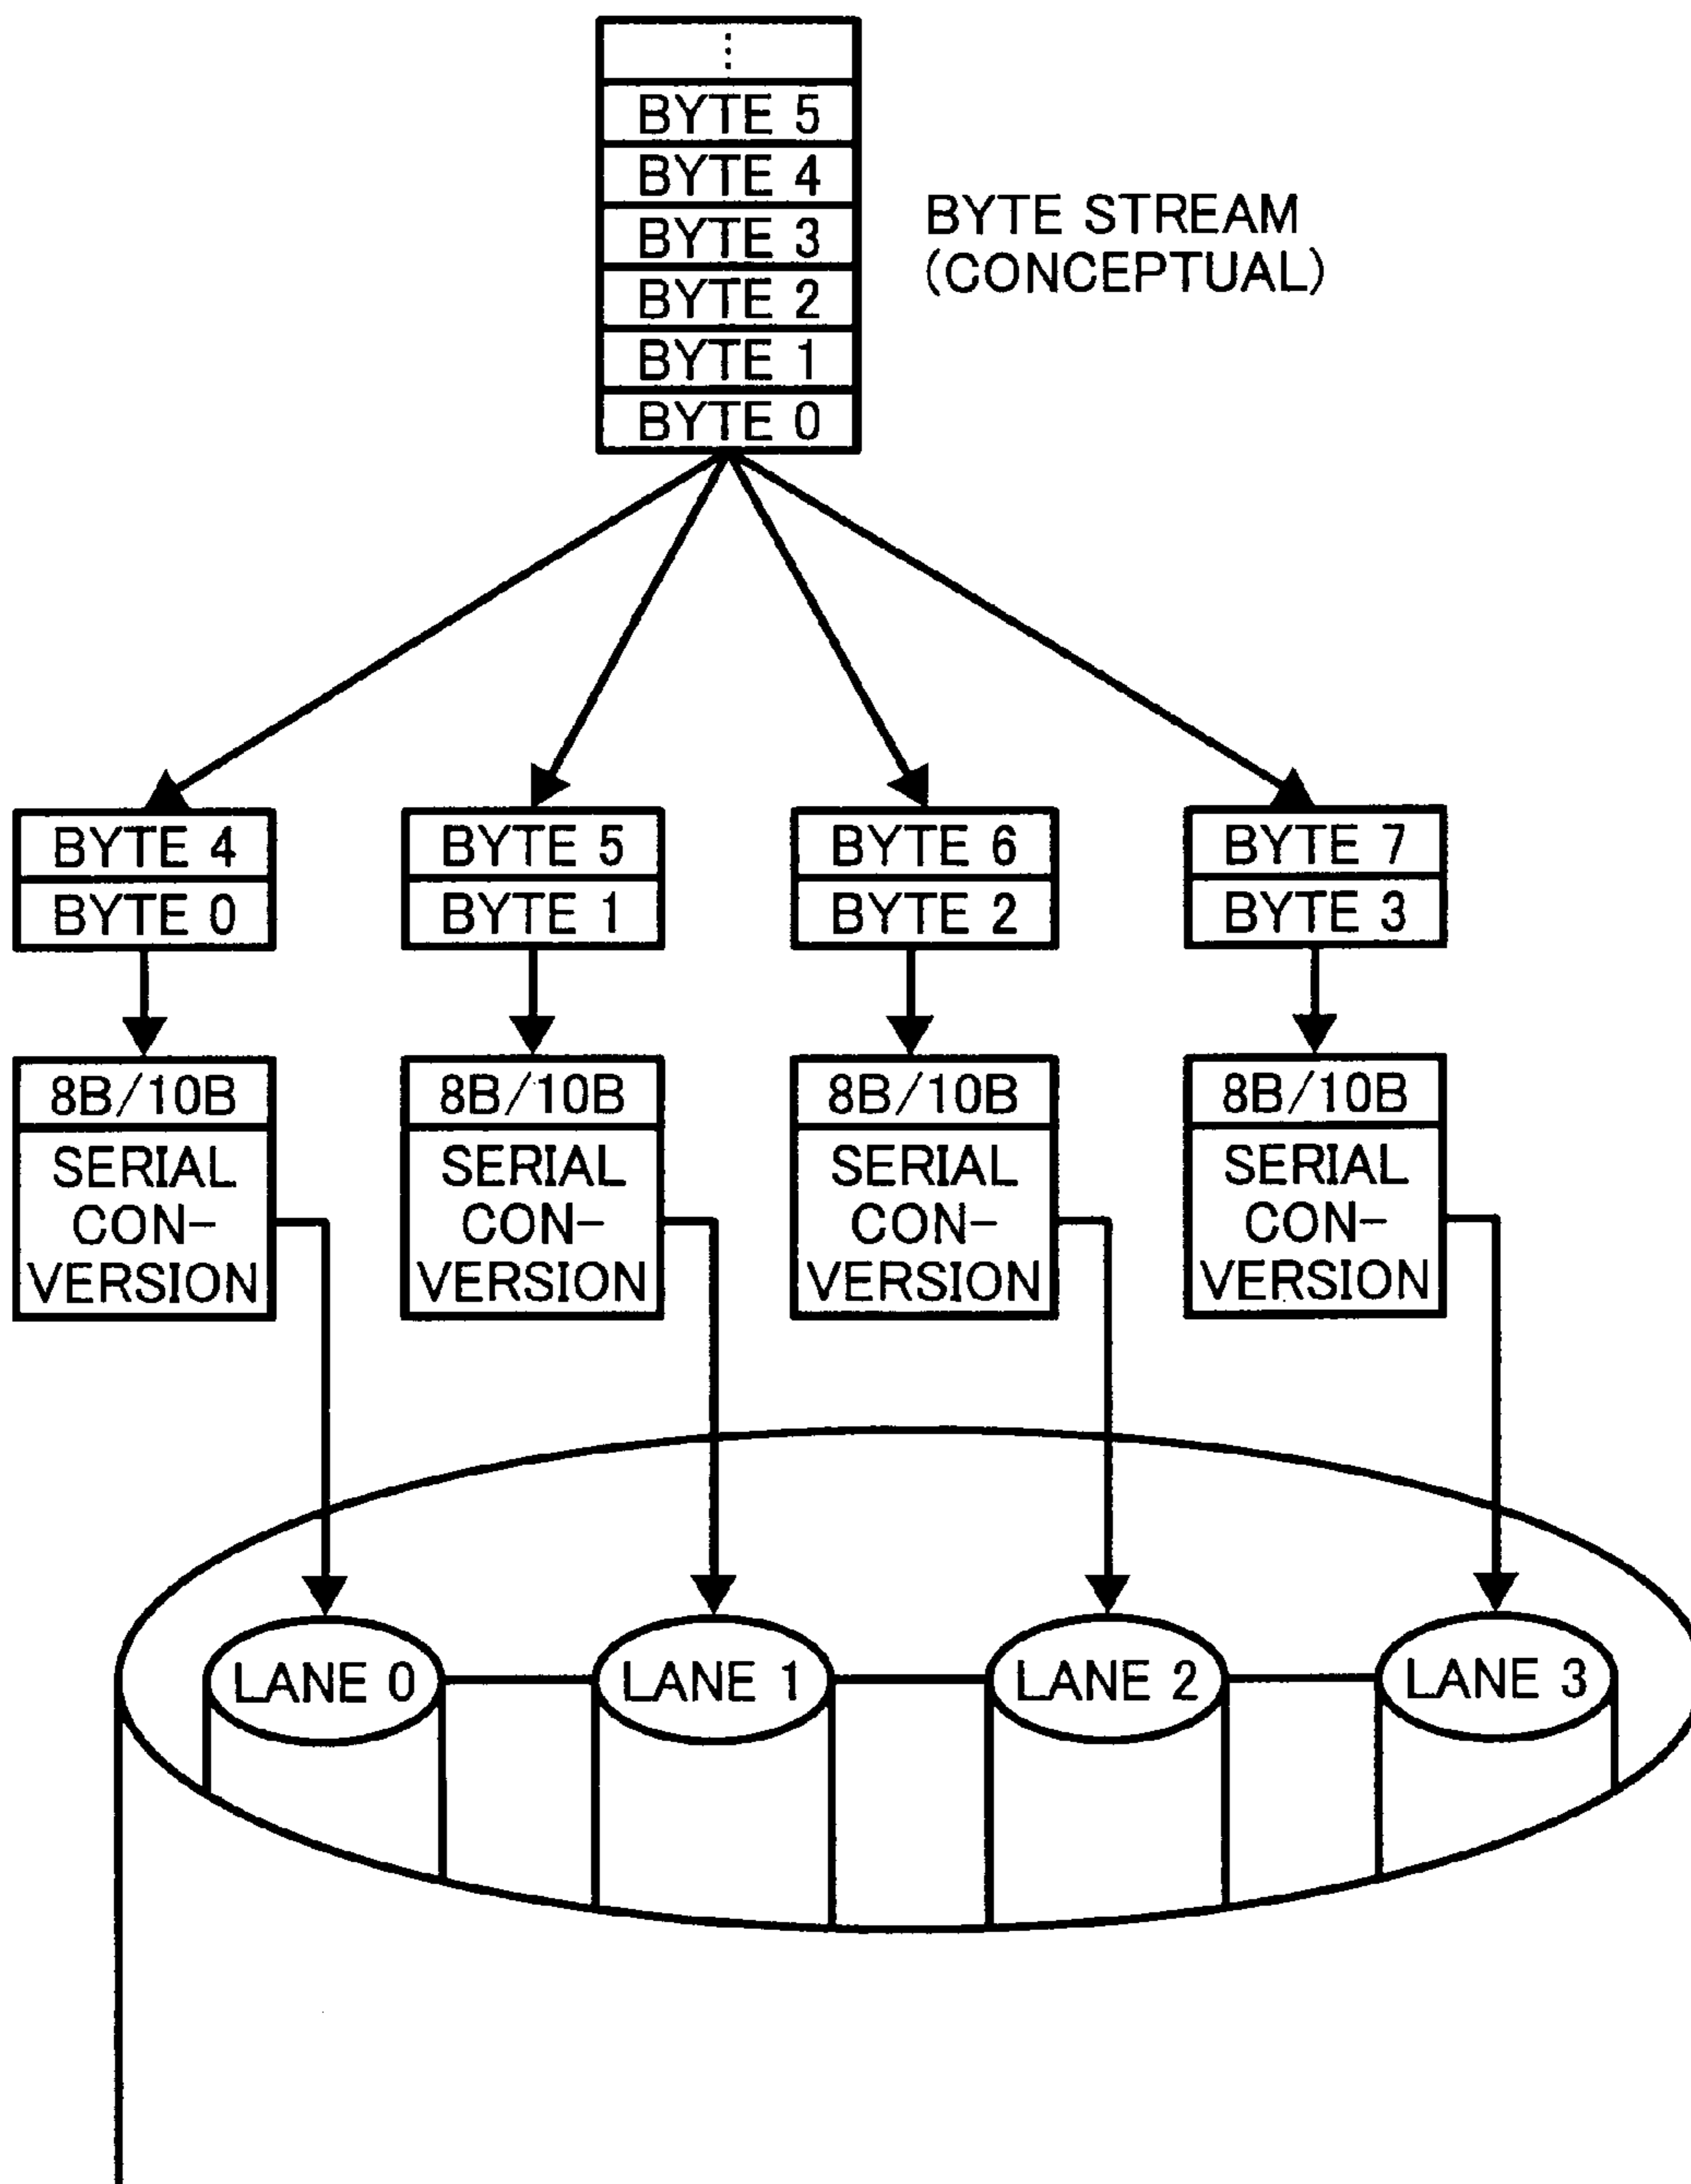 ⋮
BYTE 5
BYTE 4
BYTE 3
BYTE 2
BYTE 1
BYTE 0
BYTE STREAM
(CONCEPTUAL)
BYTE 4
BYTE 0
BYTE 5
BYTE 1
BYTE 6
BYTE 2
BYTE 7
BYTE 3
8B/10B
SERIAL
CON-
VERSION
8B/10B
SERIAL
CON-
VERSION
8B/10B
SERIAL
CON-
VERSION
8B/10B
SERIAL
CON-
VERSION
LANE 0
LANE 1
LANE 2
LANE 3